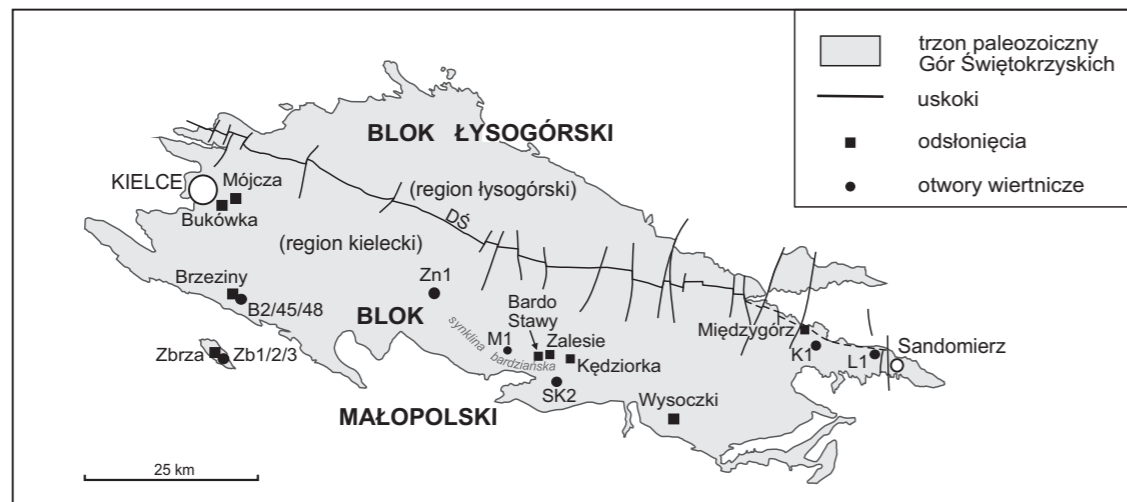 trzon paleozoiczny
Gór Świętokrzyskich
uskoki
odsłonięcia
otwory wiertnicze
BLOK ŁYSOGÓRSKI
(region łysogórski)
KIELCE
Mójcza
Bukówka
DŚ
(region kielecki)
Brzeziny
B2/45/48
Zn1
BLOK
Bardo
Stawy
Międzygórz
Zbrza
Zb1/2/3
synklina
bardziańska
M1
Zalesie
Kędziorka
K1
L1
Sandomierz
SK2
MAŁOPOLSKI
Wysoczki
25 km